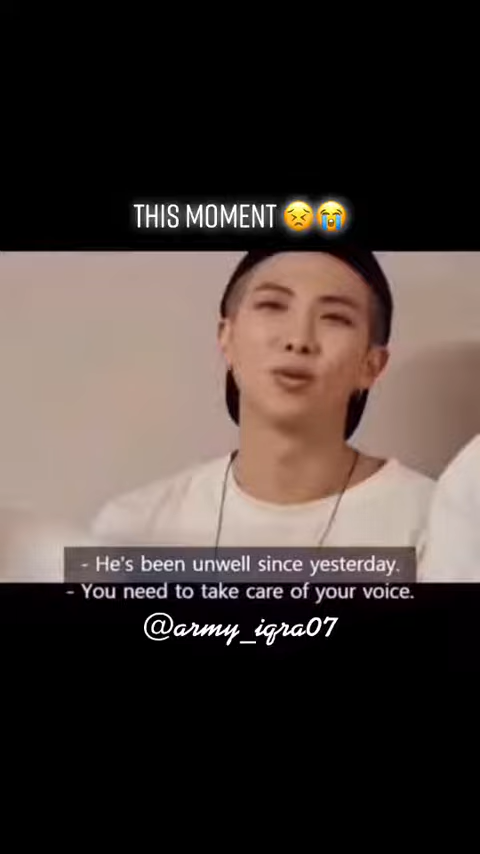 THIS MOMENT 😣😭
- He's been unwell since yesterday.
- You need to take care of your voice.
@army_iqra07